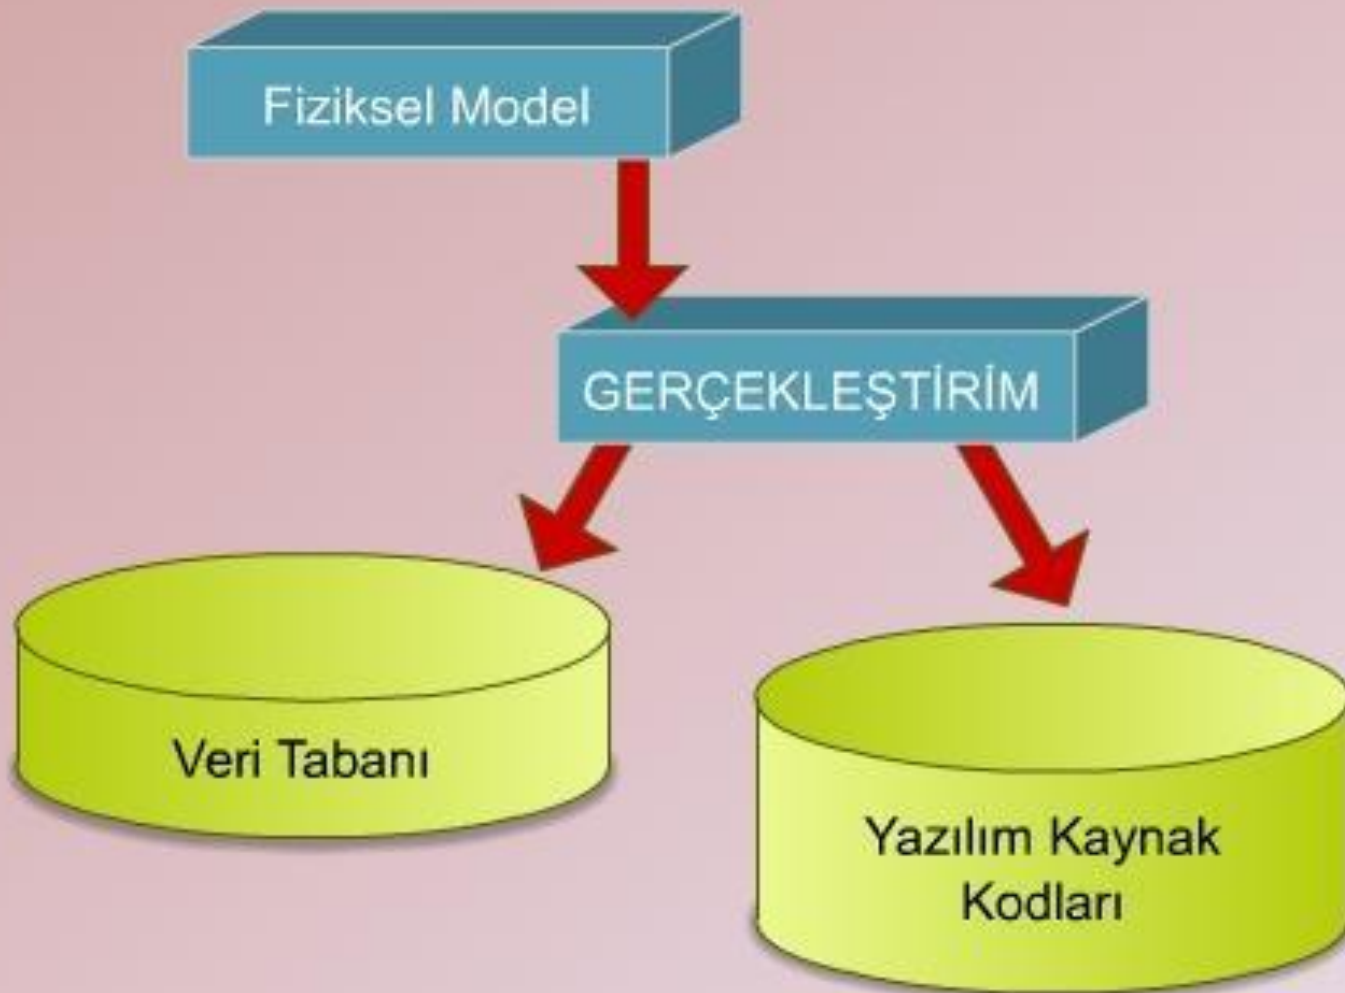 Fiziksel Model
GERÇEKLEŞTİRİM
Veri Tabanı
Yazılım Kaynak
Kodları